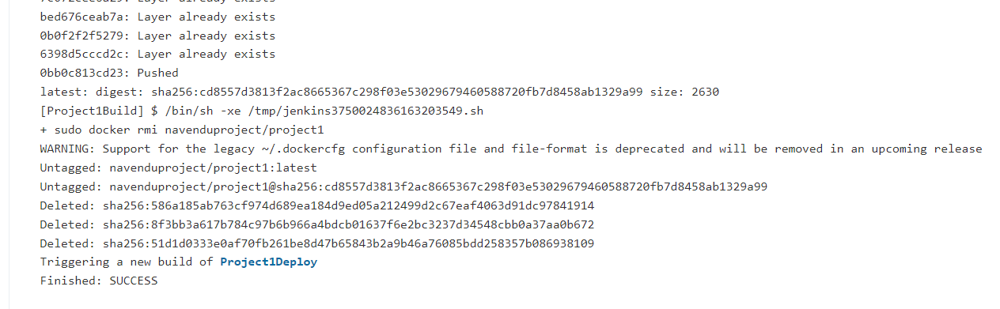 bed676ceab7a: Layer already exists
0b0f2f2f5279: Layer already exists
6398d5cccd2c: Layer already exists
0bb0c813cd23: Pushed
latest: digest: sha256:cd8557d3813f2ac8665367c298f03e53029679460588720fb7d8458ab1329a99 size: 2630
[Project1Build] $ /bin/sh -xe /tmp/jenkins3750024836163203549.sh
+ sudo docker rmi navenduproject/project1
WARNING: Support for the legacy ~/.dockercfg configuration file and file-format is deprecated and will be removed in an upcoming release
Untagged: navenduproject/project1:latest
Untagged: navenduproject/project1@sha256:cd8557d3813f2ac8665367c298f03e53029679460588720fb7d8458ab1329a99
Deleted: sha256:586a185ab763cf974d689ea184d9ed05a212499d2c67eaf4063d91dc97841914
Deleted: sha256:8f3bb3a617b784c97b6b966a4bdcb01637f6e2bc3237d34548cbb0a37aa0b672
Deleted: sha256:51d1d0333e0af70fb261be8d47b65843b2a9b46a76085bdd258357b086938109
Triggering a new build of Project1Deploy
Finished: SUCCESS